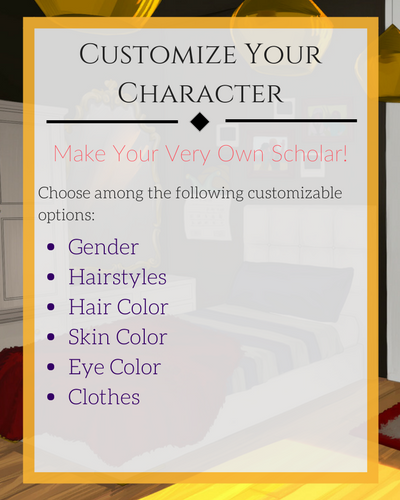 Customize Your
Character
Make Your Very Own Scholar!
Choose among the following customizable
options:
• Gender
• Hairstyles
• Hair Color
• Skin Color
• Eye Color
• Clothes